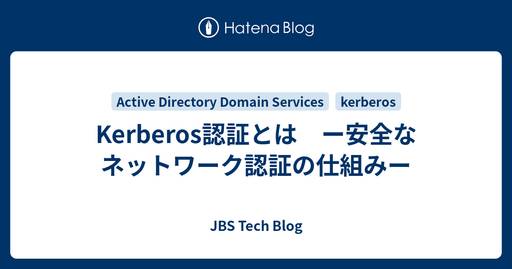 Hatena Blog
Active Directory Domain Services kerberos
Kerberos認証とは　ー安全な
ネットワーク認証の仕組みー
JBS Tech Blog